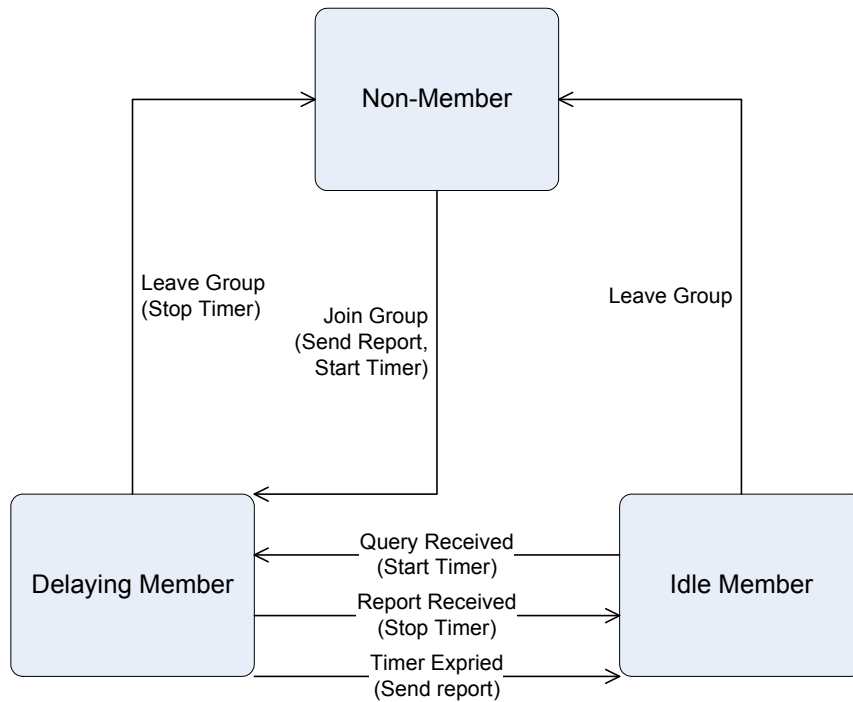 Non-Member
Leave Group
(Stop Timer)
Join Group
(Send Report,
Start Timer)
Leave Group
Delaying Member
Query Received
(Start Timer)
Report Received
(Stop Timer)
Timer Expried
(Send report)
Idle Member